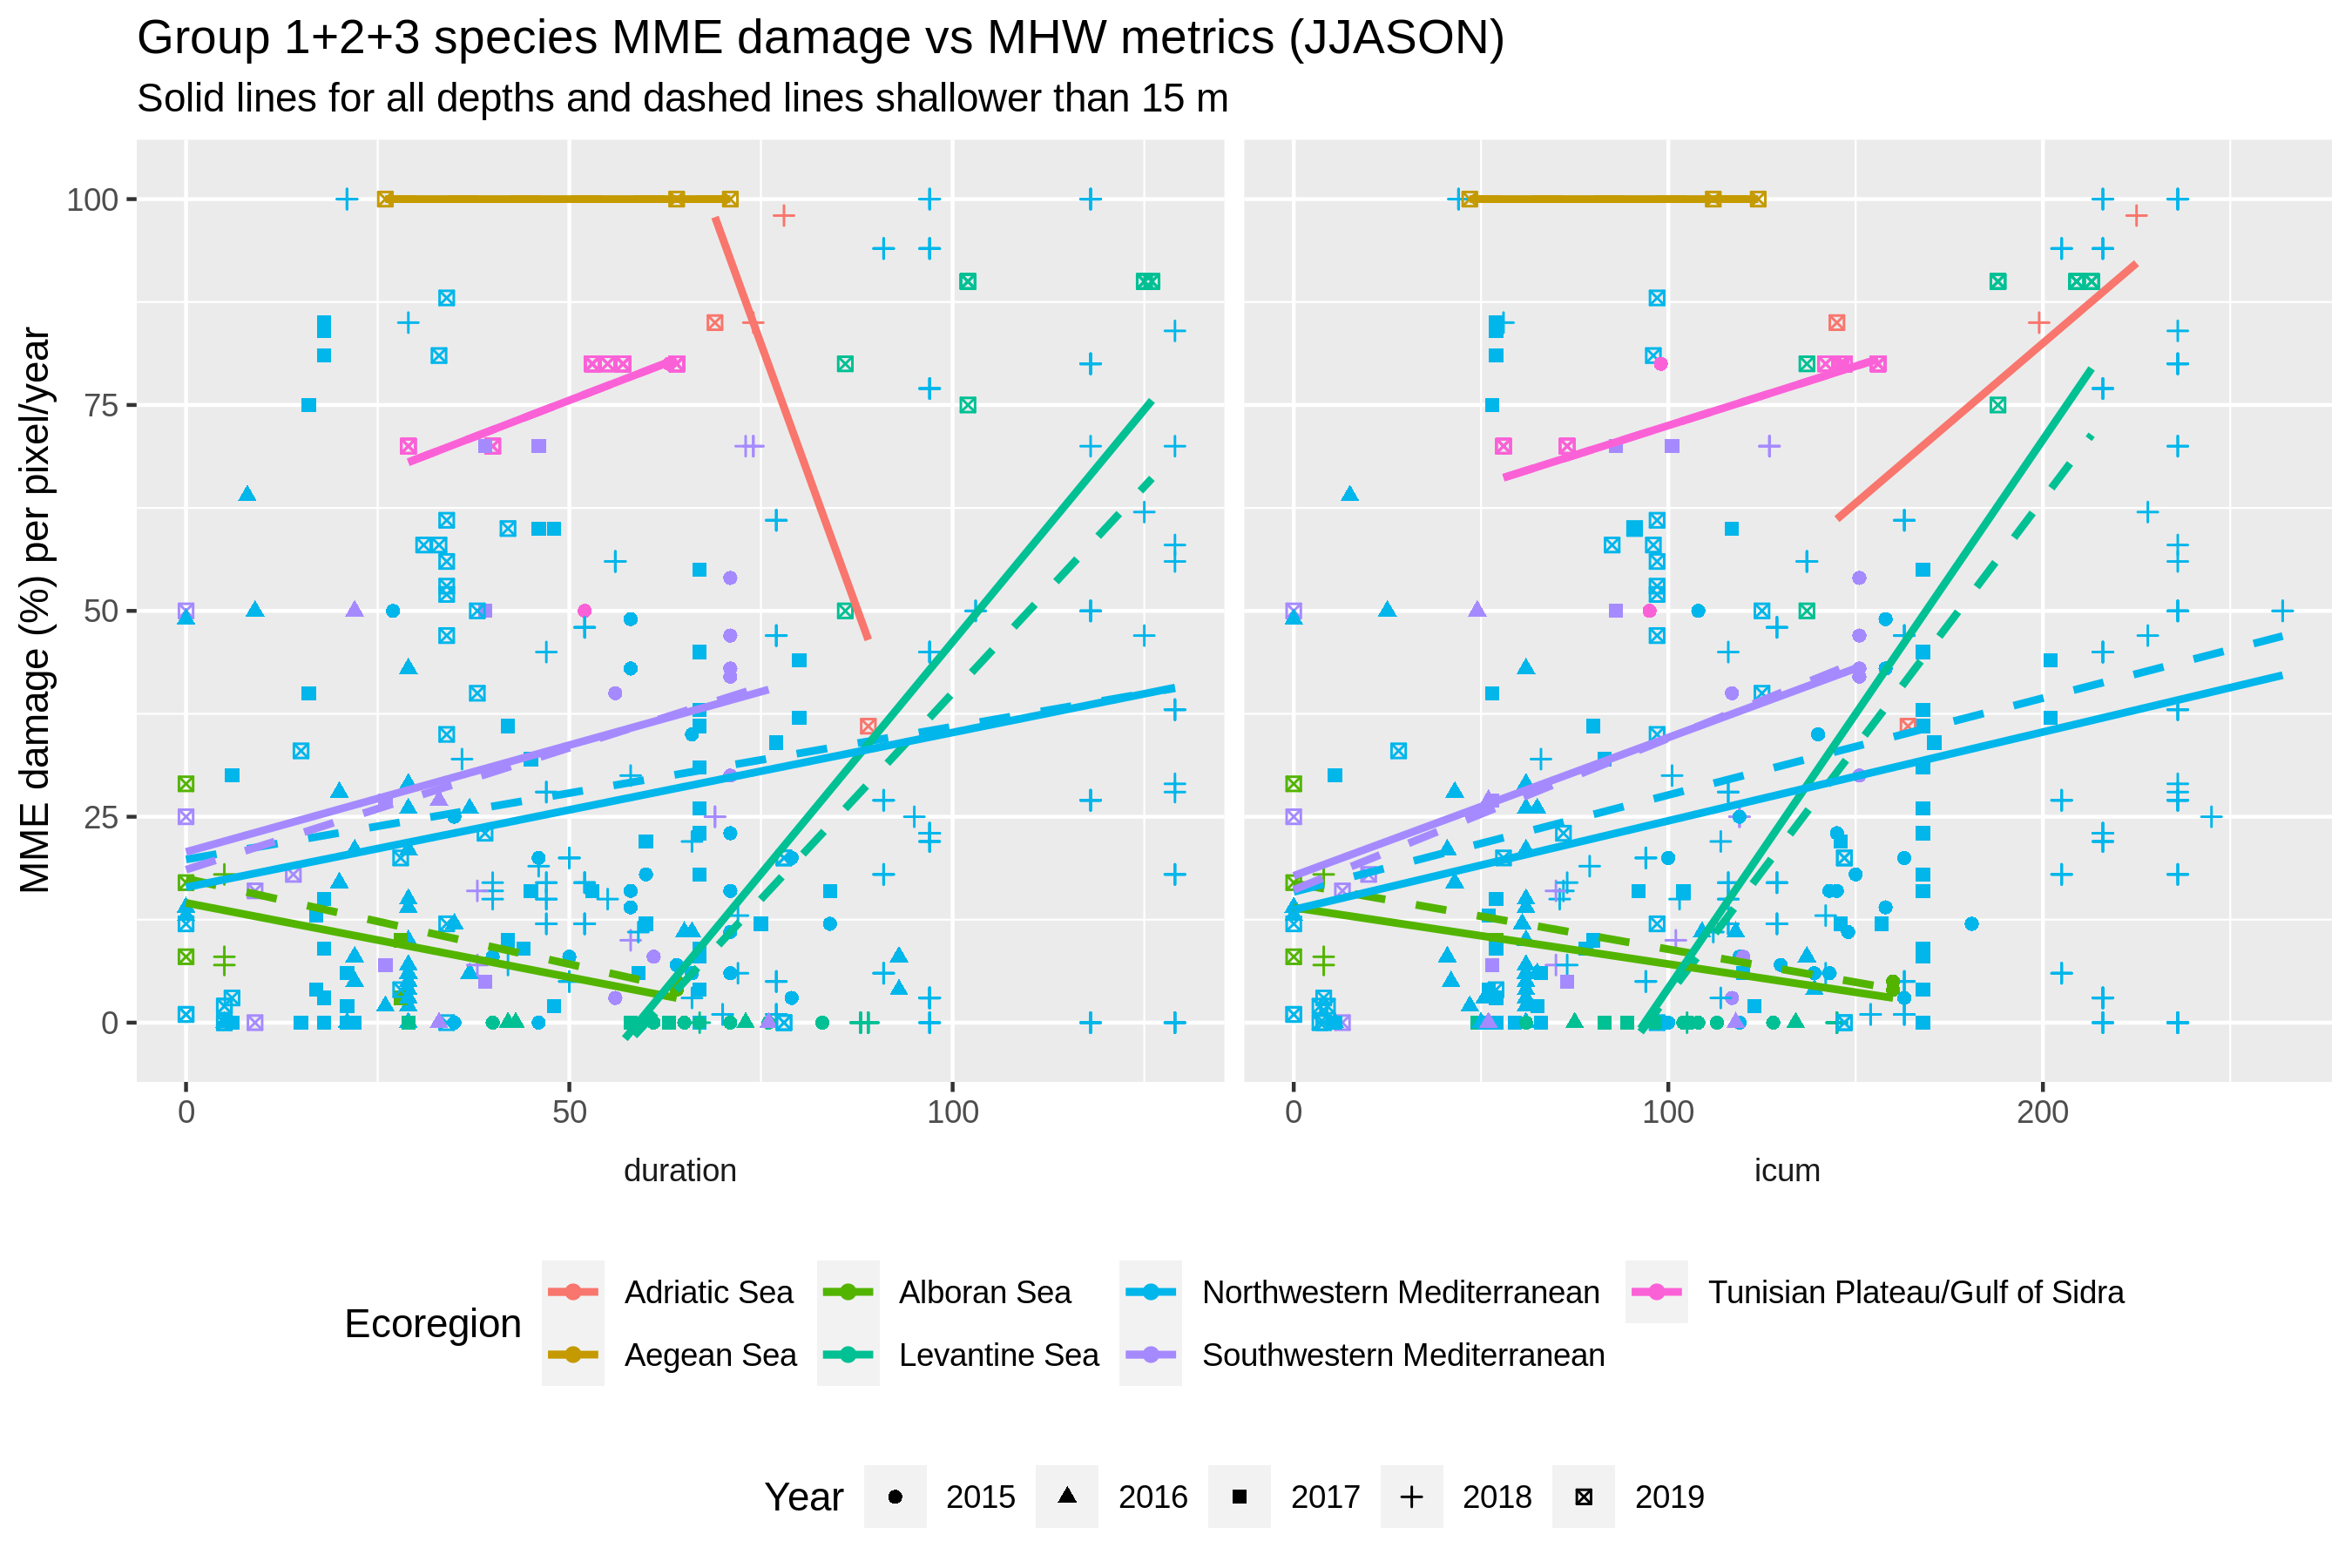 Group 1+2+3 species MME damage vs MHW metrics (JJASON)
Solid lines for all depths and dashed lines shallower than 15 m
MME damage (%) per pixel/year
100
75
50
25
0
0 50 100
0 100 200
duration
icum
Ecoregion
Adriatic Sea Alboran Sea Northwestern Mediterranean Tunisian Plateau/Gulf of Sidra
Aegean Sea Levantine Sea Southwestern Mediterranean
Year 2015 2016 2017 2018 2019